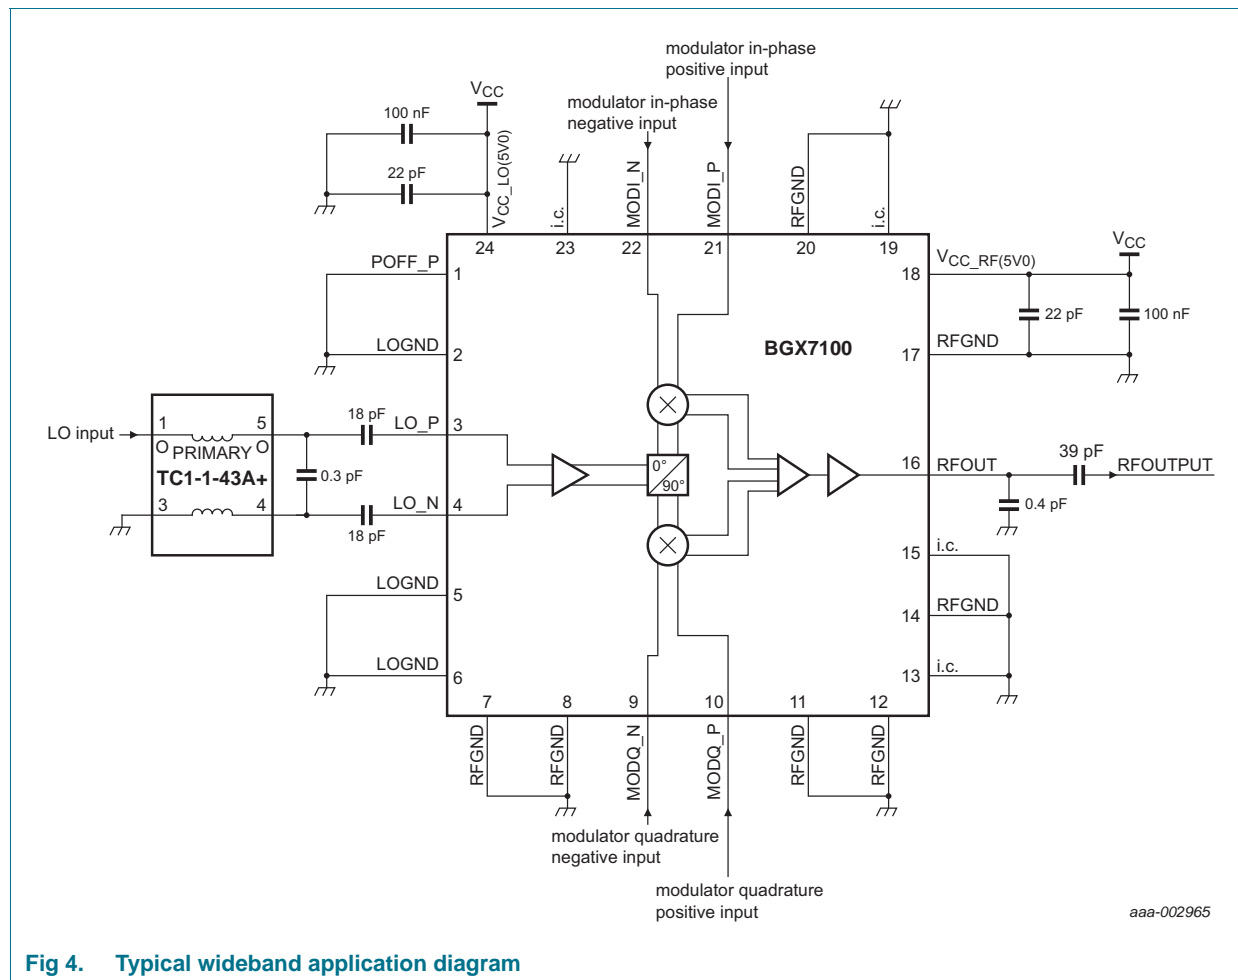 modulator in-phase
positive input
modulator in-phase
negative input
VCC
100 nF
22 pF
VCC_LO(5V0)
i.c.
MODI_N
MODI_P
RFGND
i.c.
24
23
22
21
20
19
VCC
POFF_P
1
18
VCC_RF(5V0)
22 pF
100 nF
LOGND
2
BGX7100
17
RFGND
LO input
1
5
O PRIMARY O
TC1-1-43A+
3
4
0.3 pF
18 pF
LO_P
3
LO_N
4
18 pF
0°
90°
16
RFOUT
39 pF
RFOUTPUT
0.4 pF
15
i.c.
LOGND
5
14
RFGND
LOGND
6
13
i.c.
7
8
9
10
11
12
RFGND
RFGND
MODQ_N
MODQ_P
RFGND
RFGND
modulator quadrature
negative input
modulator quadrature
positive input
aaa-002965
Fig 4. Typical wideband application diagram